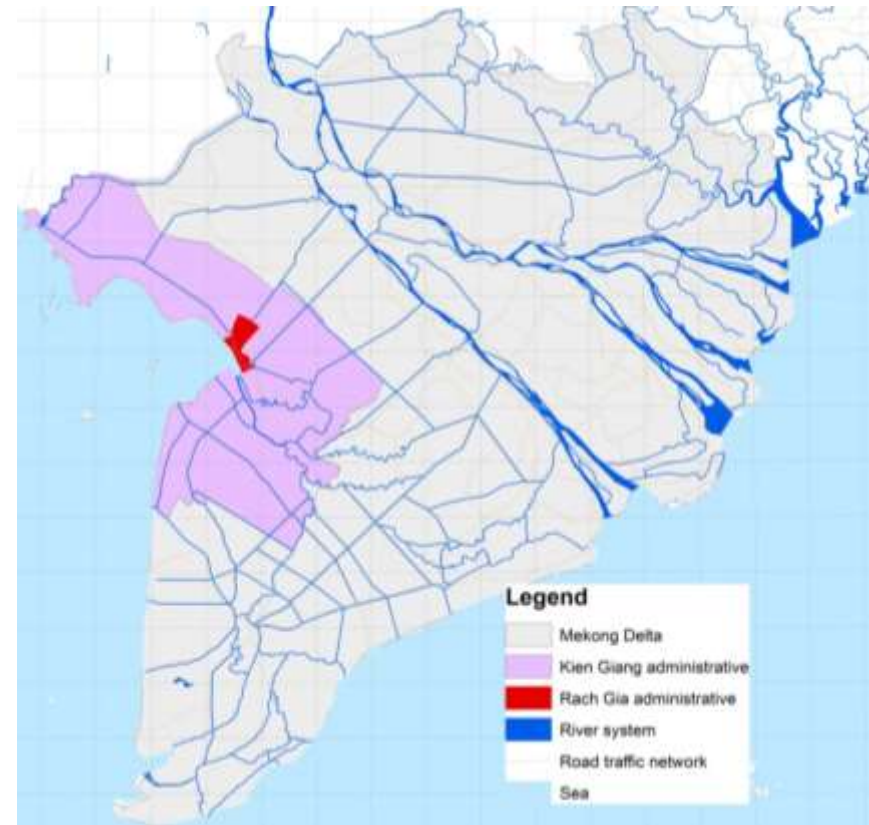 Legend
Mekong Delta
Kien Giang administrative
Rach Gia administrative
River system
Road traffic network
Sea